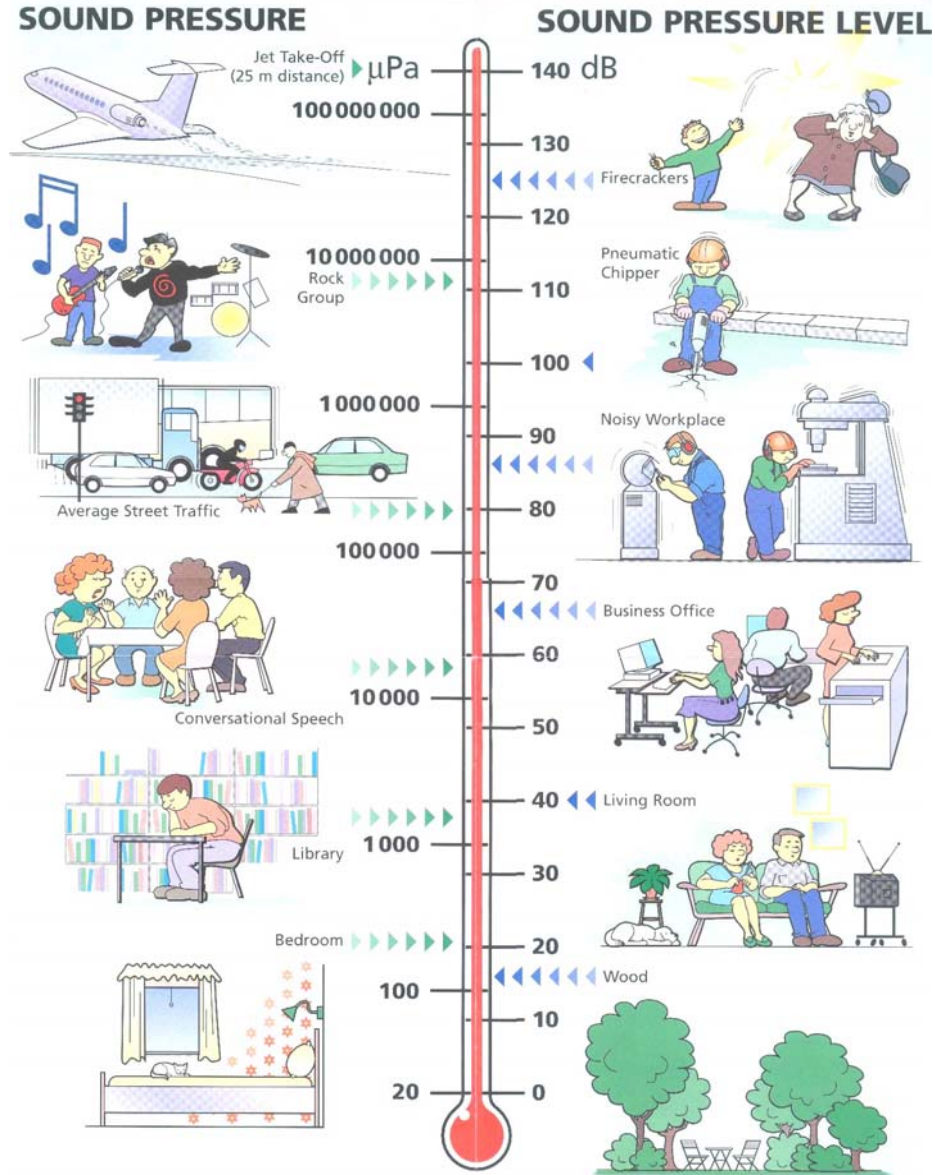 SOUND PRESSURE
SOUND PRESSURE LEVEL
Jet Take-Off
(25 m distance)
μPa
140 dB
100 000 000
130
Firecrackers
120
10 000 000
Pneumatic
Chipper
Rock
Group
110
100
1 000 000
Noisy Workplace
90
Average Street Traffic
80
100 000
70
Business Office
60
10 000
Conversational Speech
50
40
Living Room
Library
1 000
30
Bedroom
20
Wood
100
10
20
0